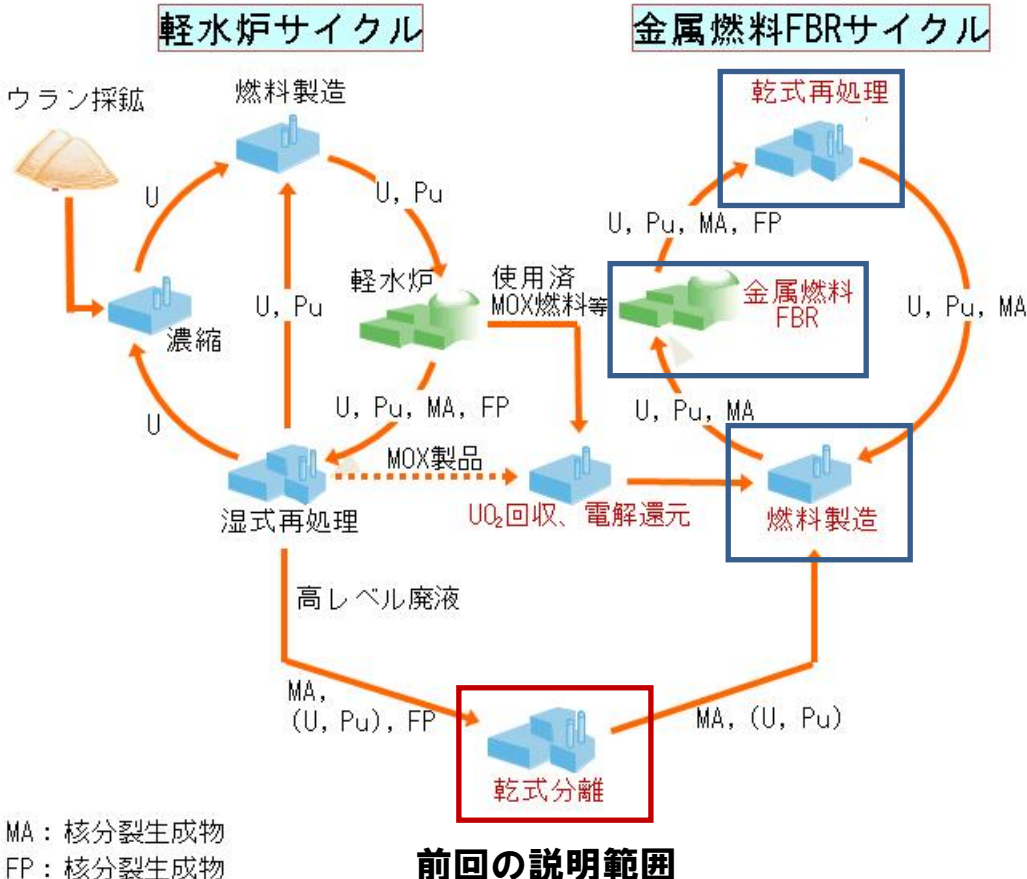 軽水炉サイクル
金属燃料FBRサイクル
ウラン採鉱
燃料製造
乾式再処理
U
U, Pu
U, Pu, MA, FP
軽水炉
使用済
MOX燃料等
金属燃料
FBR
U, Pu
U, Pu, MA
濃縮
U
U, Pu, MA, FP
U, Pu, MA
MOX製品
湿式再処理
UO₂回収、電解還元
燃料製造
高レベル廃液
MA,
(U, Pu), FP
MA, (U, Pu)
乾式分離
MA：核分裂生成物
FP：核分裂生成物
前回の説明範囲